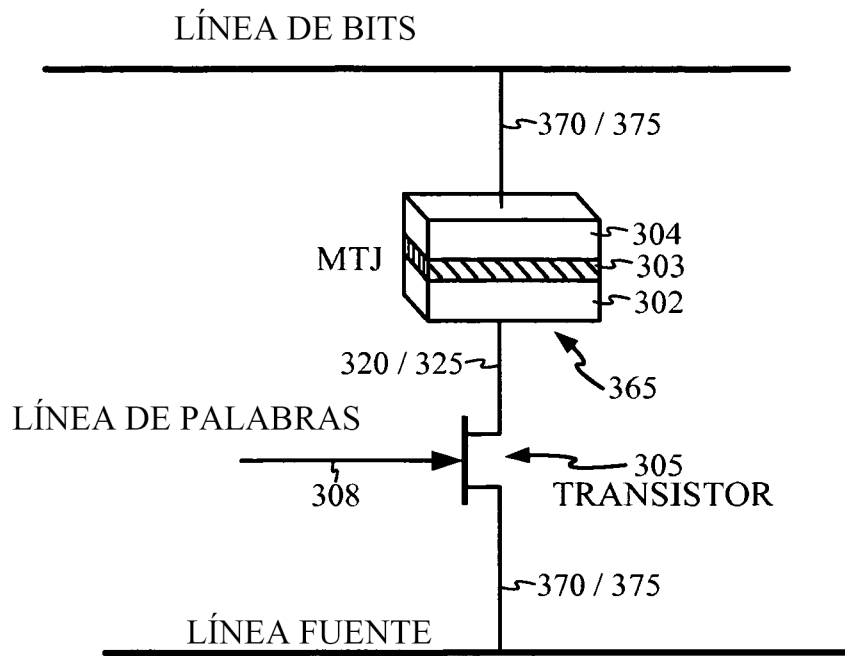 LÍNEA DE BITS
370 / 375
304
MTJ
303
302
320 / 325
365
LÍNEA DE PALABRAS
305
308
TRANSISTOR
370 / 375
LÍNEA FUENTE